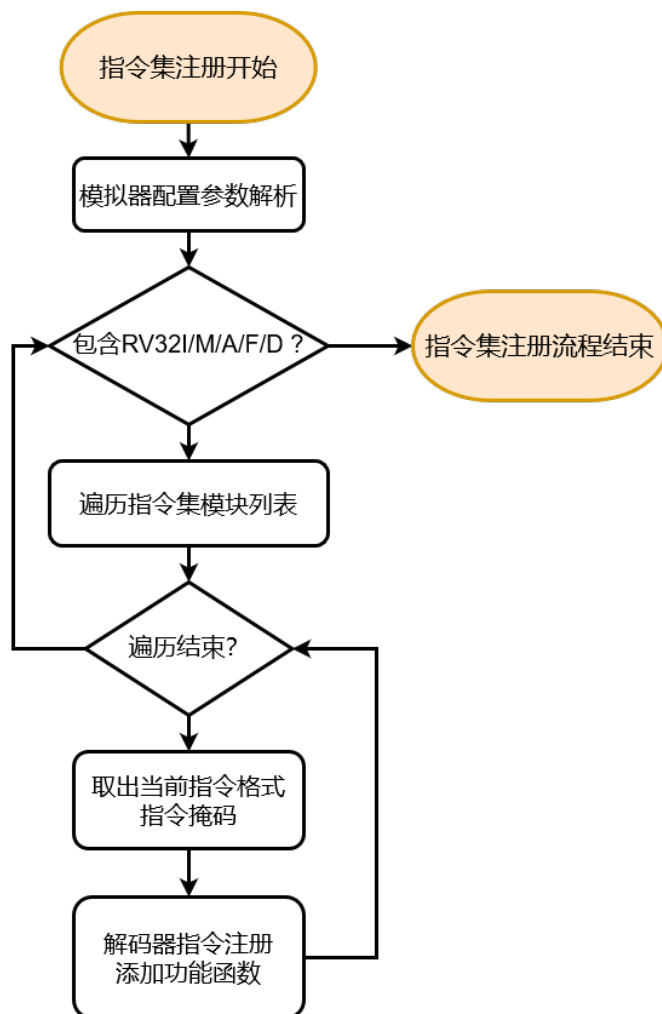 指令集注册开始
模拟器配置参数解析
包含RV32I/M/A/F/D ?
指令集注册流程结束
遍历指令集模块列表
遍历结束?
取出当前指令格式
指令掩码
解码器指令注册
添加功能函数